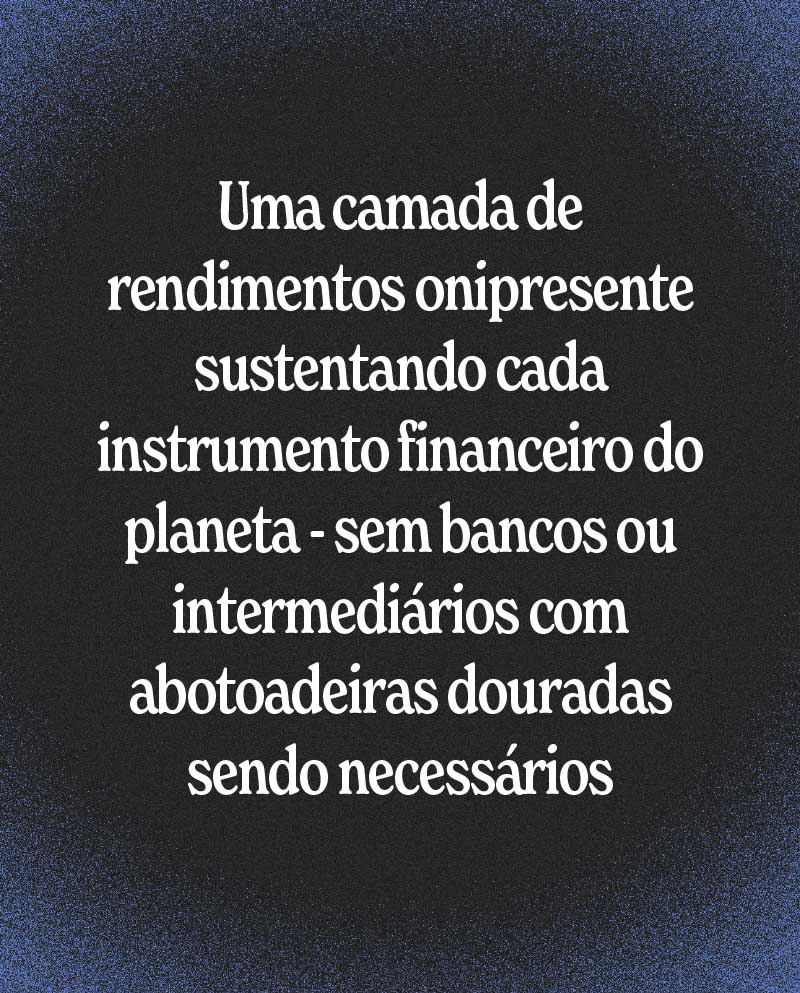 Uma camada de
rendimentos onipresente
sustentando cada
instrumento financeiro do
planeta - sem bancos ou
intermediários com
abotoadeiras douradas
sendo necessários